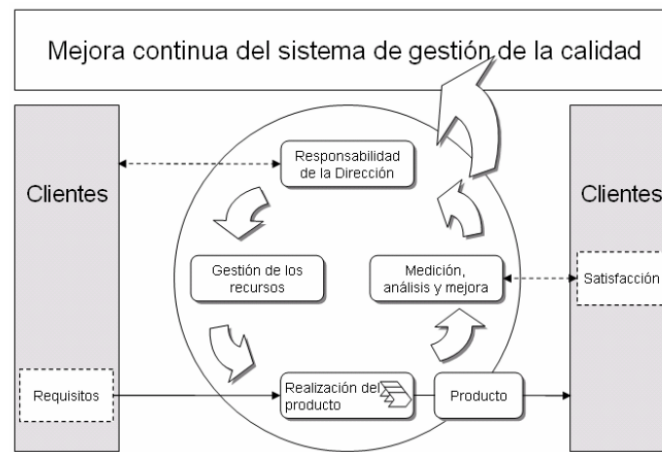 Mejora continua del sistema de gestión de la calidad
Clientes
Responsabilidad
de la Dirección
Clientes
Gestión de los
recursos
Medición,
análisis y mejora
Satisfacción
Requisitos
Realización del
producto
Producto